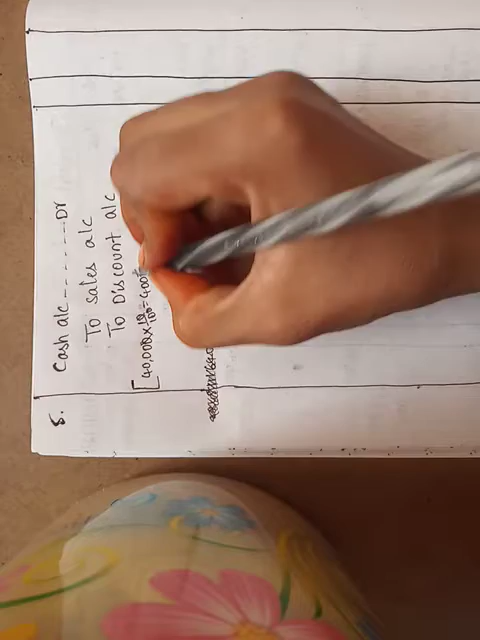 5. Cash a/c ------- Dr
To sales a/c
To Discount a/c
[40,000 × 10/100 = 400